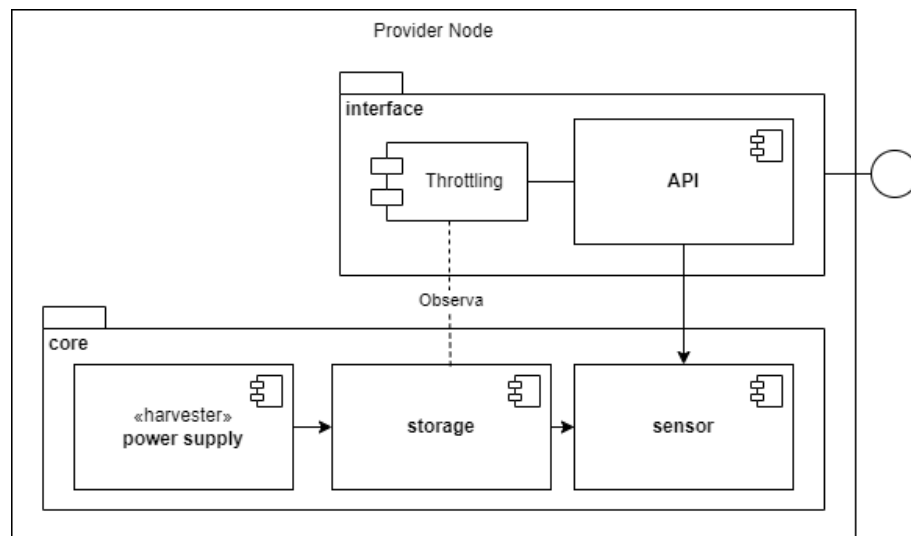 Provider Node
interface
Throttling
API
Observa
core
«harvester»
power supply
storage
sensor